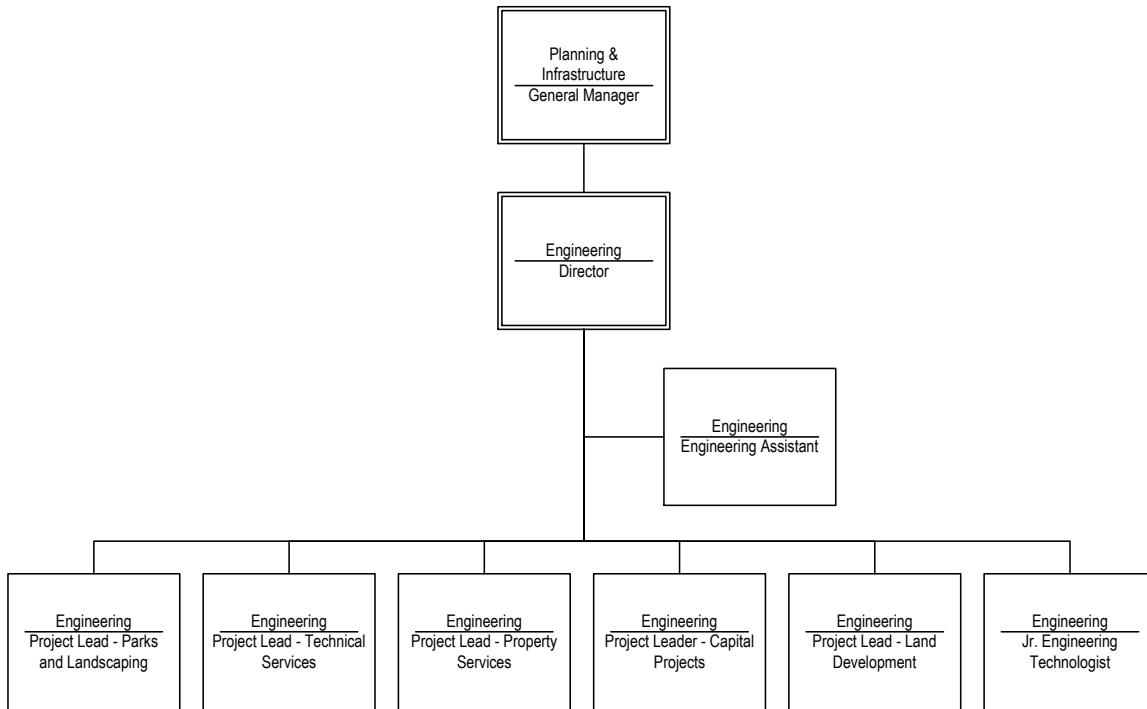 Planning &
Infrastructure
General Manager
Engineering
Director
Engineering
Engineering Assistant
Engineering
Project Lead - Parks
and Landscaping
Engineering
Project Lead - Technical
Services
Engineering
Project Lead - Property
Services
Engineering
Project Leader - Capital
Projects
Engineering
Project Lead - Land
Development
Engineering
Jr. Engineering
Technologist